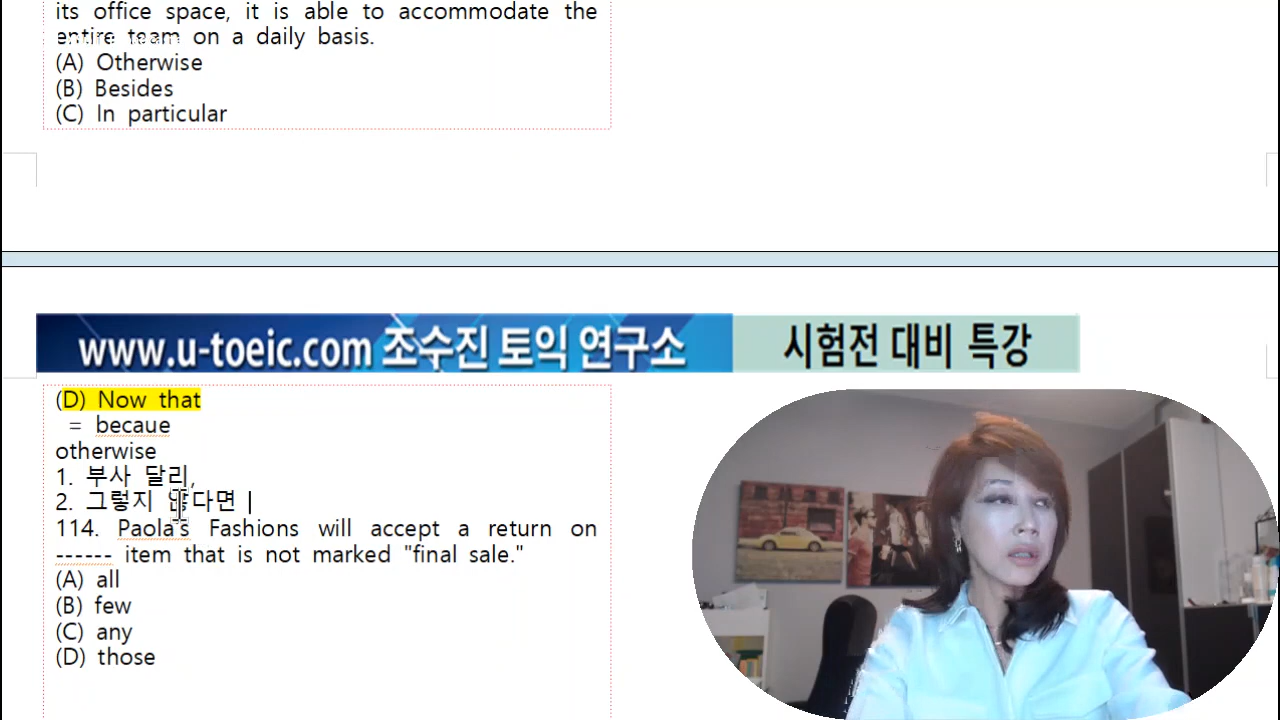 its office space, it is able to accommodate the
entire team on a daily basis.
(A) Otherwise
(B) Besides
(C) In particular
www.u-toeic.com 조수진 토익 연구소 시험전 대비 특강
(D) Now that
= becaue
otherwise
1. 부사 달리,
2. 그렇지 않다면
114. Paola's Fashions will accept a return on
------ item that is not marked "final sale."
(A) all
(B) few
(C) any
(D) those